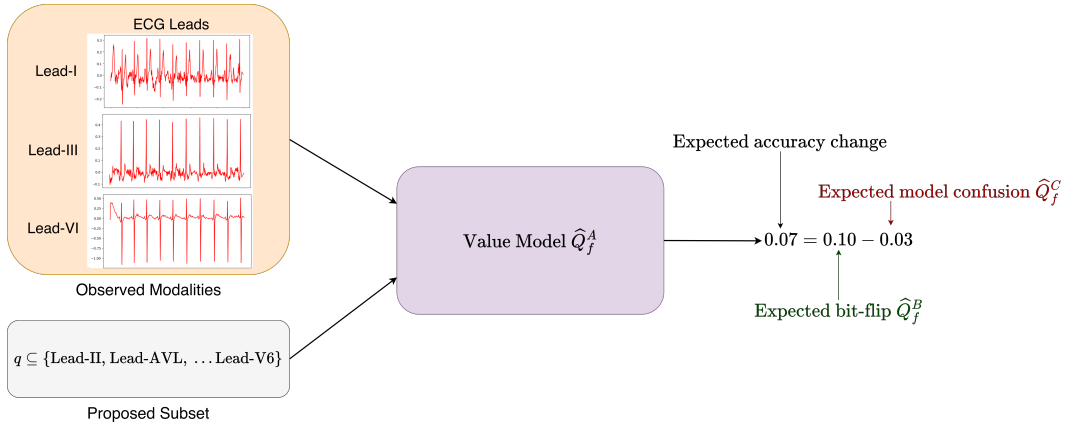 ECG Leads
Lead-I
Lead-III
Lead-VI
Observed Modalities
q ⊆ {Lead-II, Lead-AVL, …Lead-V6}
Proposed Subset
Value Model Q̂_f^A
Expected accuracy change
Expected model confusion Q̂_f^C
0.07 = 0.10 − 0.03
Expected bit-flip Q̂_f^B